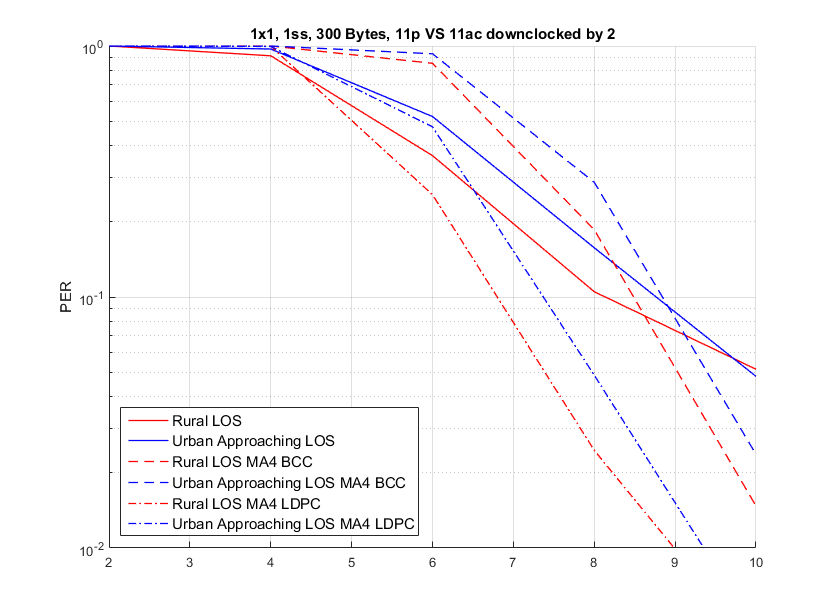 1x1, 1ss, 300 Bytes, 11p VS 11ac downclocked by 2
10^0
10^-1
10^-2
PER
Rural LOS
Urban Approaching LOS
Rural LOS MA4 BCC
Urban Approaching LOS MA4 BCC
Rural LOS MA4 LDPC
Urban Approaching LOS MA4 LDPC
2 3 4 5 6 7 8 9 10